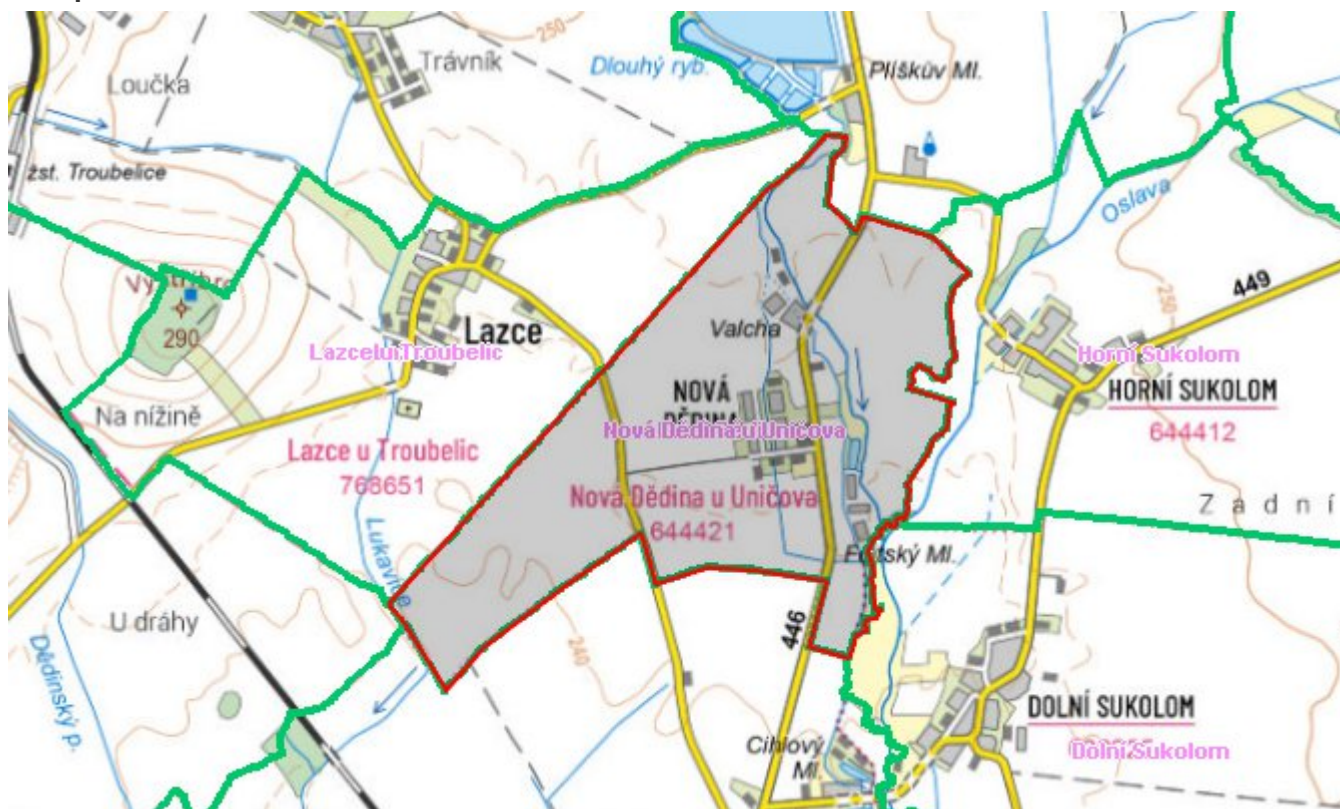 250
Trávník
Loučka
Dlouhý ryb.
Plíškův Ml.
žst. Troubelice
Oslava
290
449
250
Valcha
Lazce
Lazce u Troubelic
Horní Sukolom
HORNÍ SUKOLOM
644412
NOVÁ
Nová Dědina u Uničova
Na nížině
Lazce u Troubelic
768651
Nová Dědina u Uničova
644421
Zadní
Lukavice
U dráhy
446
240
Dědinský p.
DOLNÍ SUKOLOM
Dolní Sukolom
Cihlový
Ml.